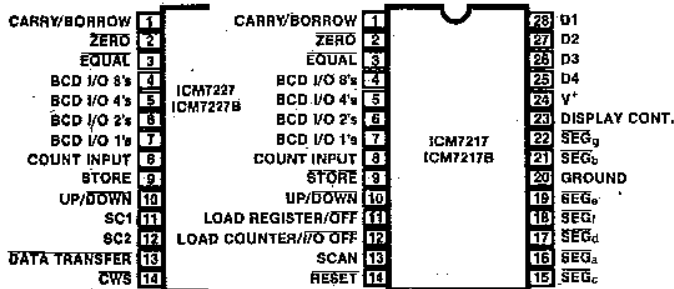 CARRY/BORROW 1
ZERO 2
EQUAL 3
BCD I/O 8's 4
BCD I/O 4's 5
BCD I/O 2's 6
BCD I/O 1's 7
COUNT INPUT 8
STORE 9
UP/DOWN 10
SC1 11
SC2 12
DATA TRANSFER 13
CWS 14
ICM7227
ICM7227B
CARRY/BORROW 1
ZERO 2
EQUAL 3
BCD I/O 8's 4
BCD I/O 4's 5
BCD I/O 2's 6
BCD I/O 1's 7
COUNT INPUT 8
STORE 9
UP/DOWN 10
LOAD REGISTER/OFF 11
LOAD COUNTER/I/O OFF 12
SCAN 13
RESET 14
ICM7217
ICM7217B
28 D1
27 D2
26 D3
25 D4
24 V+
23 DISPLAY CONT.
22 SEGg
21 SEGb
20 GROUND
19 SEGe
18 SEGf
17 SEGd
16 SEGa
15 SEGc